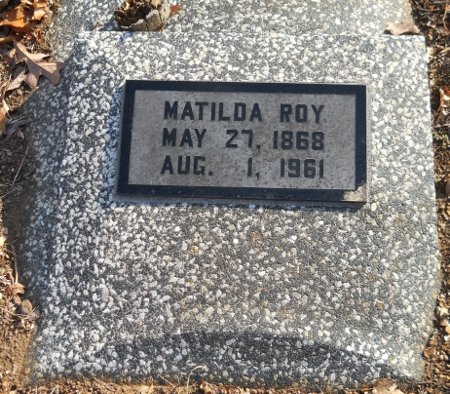 MATILDA ROY
MAY 27, 1868
AUG. 1, 1961